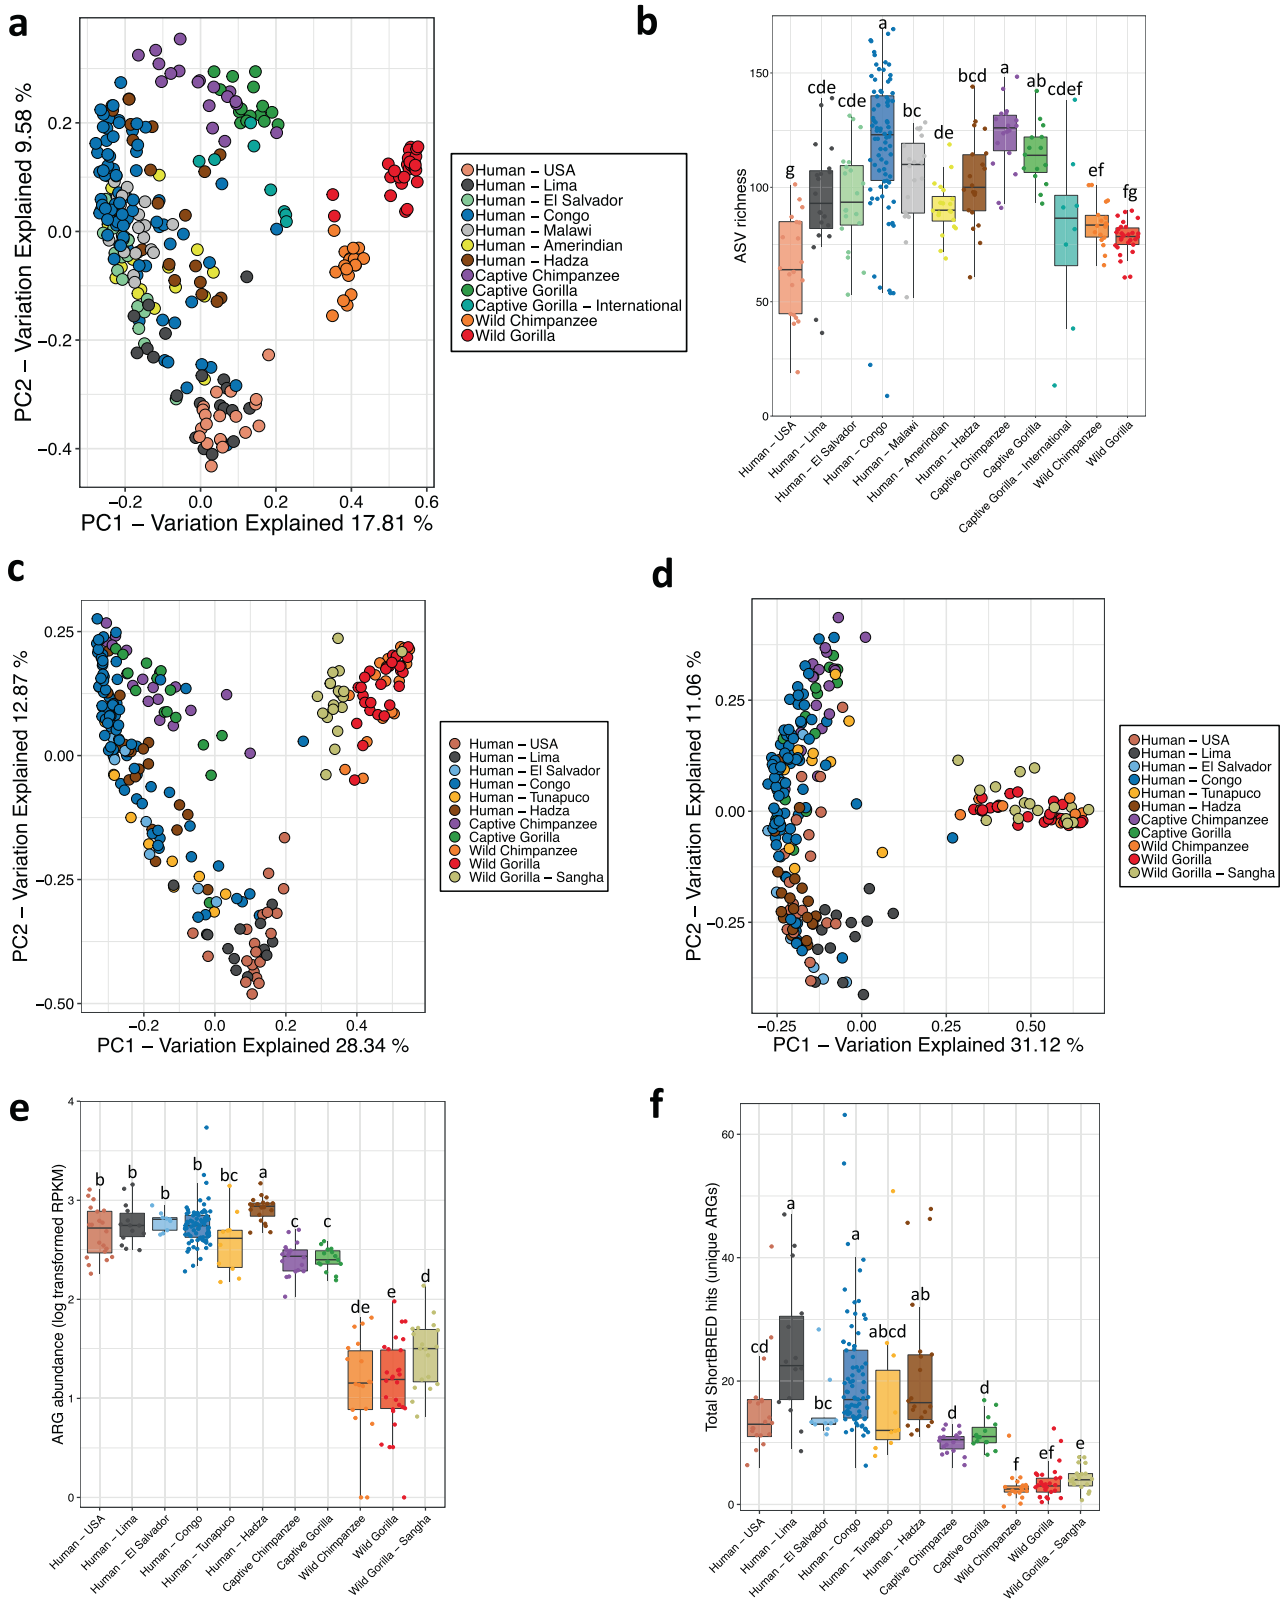 a
PC2 – Variation Explained 9.58 %
0.2
0.0
−0.2
−0.4
−0.2
0.0
0.2
0.4
0.6
PC1 – Variation Explained 17.81 %
Human – USA
Human – Lima
Human – El Salvador
Human – Congo
Human – Malawi
Human – Amerindian
Human – Hadza
Captive Chimpanzee
Captive Gorilla
Captive Gorilla – International
Wild Chimpanzee
Wild Gorilla
b
ASV richness
150
100
50
0
g
cde
cde
a
bc
de
bcd
a
ab
cdef
ef
fg
Human – USA
Human – Lima
Human – El Salvador
Human – Congo
Human – Malawi
Human – Amerindian
Human – Hadza
Captive Chimpanzee
Captive Gorilla
Captive Gorilla – International
Wild Chimpanzee
Wild Gorilla
c
PC2 – Variation Explained 12.87 %
0.25
0.00
−0.25
−0.50
−0.2
0.0
0.2
0.4
PC1 – Variation Explained 28.34 %
Human – USA
Human – Lima
Human – El Salvador
Human – Congo
Human – Tunapuco
Human – Hadza
Captive Chimpanzee
Captive Gorilla
Wild Chimpanzee
Wild Gorilla
Wild Gorilla – Sangha
d
PC2 – Variation Explained 11.06 %
0.25
0.00
−0.25
−0.25
0.00
0.25
0.50
PC1 – Variation Explained 31.12 %
Human – USA
Human – Lima
Human – El Salvador
Human – Congo
Human – Tunapuco
Human – Hadza
Captive Chimpanzee
Captive Gorilla
Wild Chimpanzee
Wild Gorilla
Wild Gorilla – Sangha
e
ARG abundance (log transformed RPKM)
4
3
2
1
0
b
b
b
b
bc
a
c
c
de
e
d
Human – USA
Human – Lima
Human – El Salvador
Human – Congo
Human – Tunapuco
Human – Hadza
Captive Chimpanzee
Captive Gorilla
Wild Chimpanzee
Wild Gorilla
Wild Gorilla – Sangha
f
Total ShortBRED hits (unique ARGs)
60
40
20
0
cd
a
bc
a
abcd
ab
d
d
f
ef
e
Human – USA
Human – Lima
Human – El Salvador
Human – Congo
Human – Tunapuco
Human – Hadza
Captive Chimpanzee
Captive Gorilla
Wild Chimpanzee
Wild Gorilla
Wild Gorilla – Sangha